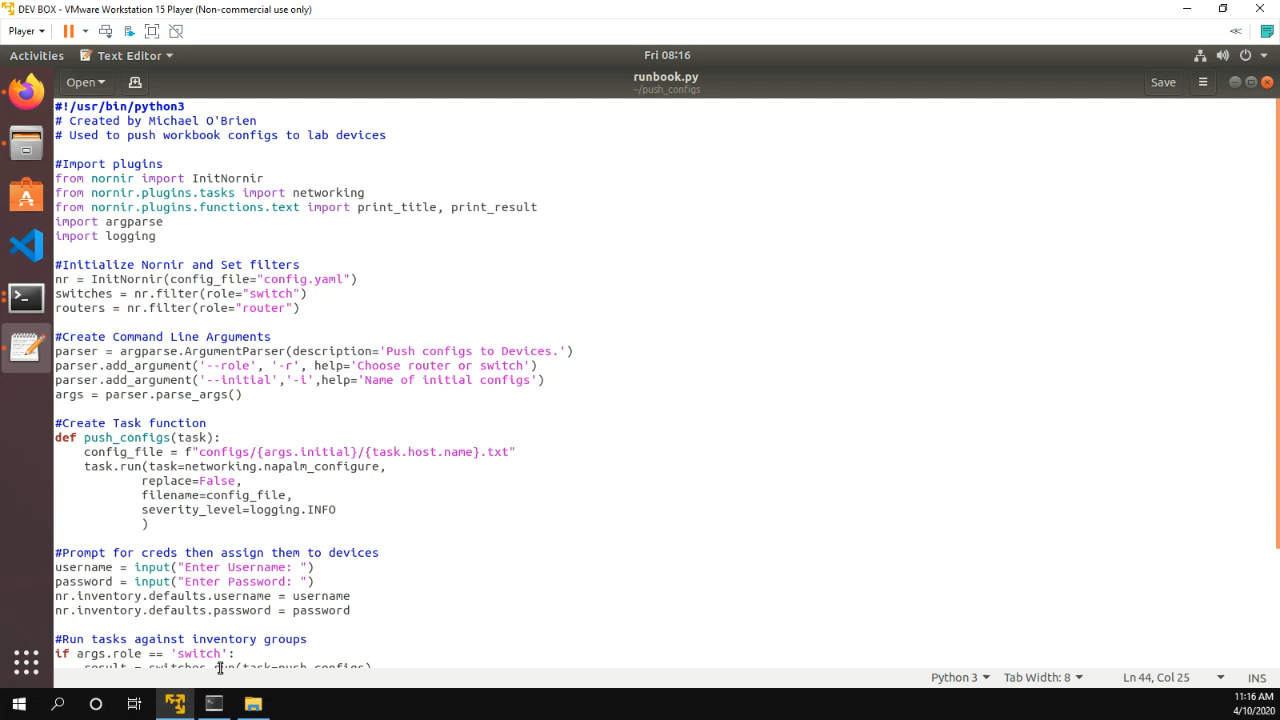 DEV BOX - VMware Workstation 15 Player (Non-commercial use only)
Player
Activities Text Editor Fri 08:16
Open runbook.py Save
~/push_configs
#!/usr/bin/python3
# Created by Michael O'Brien
# Used to push workbook configs to lab devices
#Import plugins
from nornir import InitNornir
from nornir.plugins.tasks import networking
from nornir.plugins.functions.text import print_title, print_result
import argparse
import logging
#Initialize Nornir and Set filters
nr = InitNornir(config_file="config.yaml")
switches = nr.filter(role="switch")
routers = nr.filter(role="router")
#Create Command Line Arguments
parser = argparse.ArgumentParser(description='Push configs to Devices.')
parser.add_argument('--role', '-r', help='Choose router or switch')
parser.add_argument('--initial','-i',help='Name of initial configs')
args = parser.parse_args()
#Create Task function
def push_configs(task):
    config_file = f"configs/{args.initial}/{task.host.name}.txt"
    task.run(task=networking.napalm_configure,
            replace=False,
            filename=config_file,
            severity_level=logging.INFO
            )
#Prompt for creds then assign them to devices
username = input("Enter Username: ")
password = input("Enter Password: ")
nr.inventory.defaults.username = username
nr.inventory.defaults.password = password
#Run tasks against inventory groups
if args.role == 'switch':
    result = switches.run(task=push_configs)
Python 3 Tab Width: 8 Ln 44, Col 25 INS
11:16 AM
4/10/2020